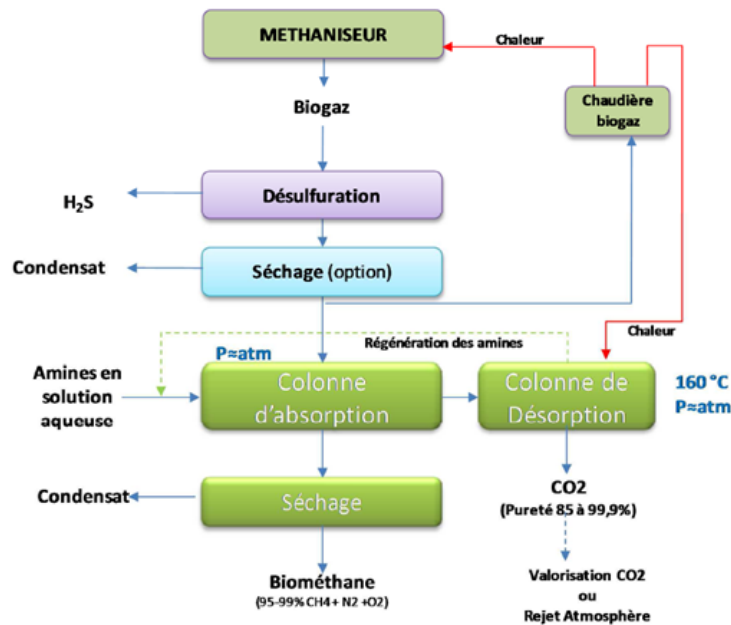 METHANISEUR
Chaleur
Chaudière
biogaz
Biogaz
Désulfuration
H₂S
Séchage (option)
Condensat
Chaleur
Régénération des amines
P≈atm
Amines en
solution
aqueuse
Colonne
d'absorption
Colonne de
Désorption
160 °C
P≈atm
Condensat
Séchage
CO2
(Pureté 85 à 99,9%)
Biométhane
(95-99% CH4 + N2 +O2)
Valorisation CO2
ou
Rejet Atmosphère